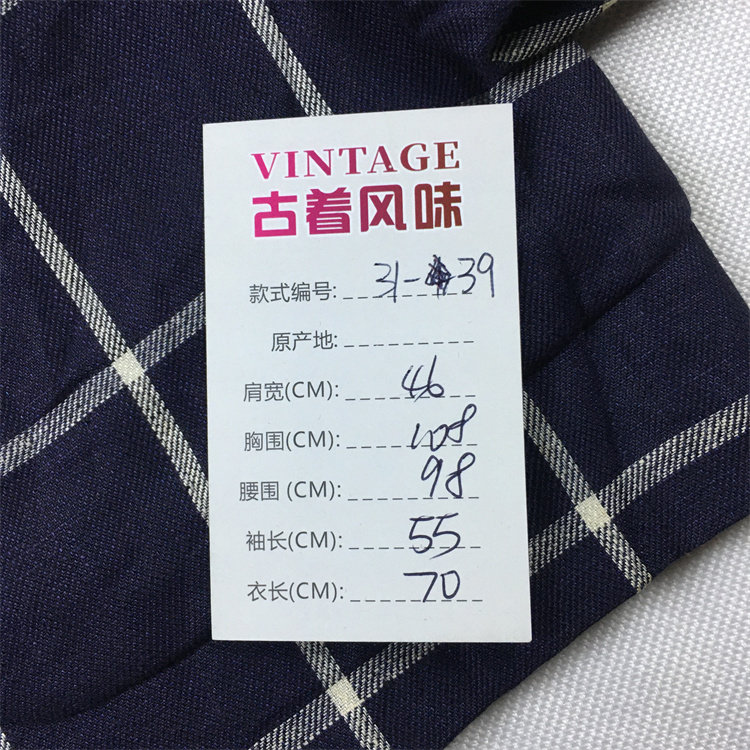 VINTAGE
古着风味
款式编号: 31-39
原产地:
肩宽(CM): 46
胸围(CM): 108
腰围 (CM): 98
袖长(CM): 55
衣长(CM): 70